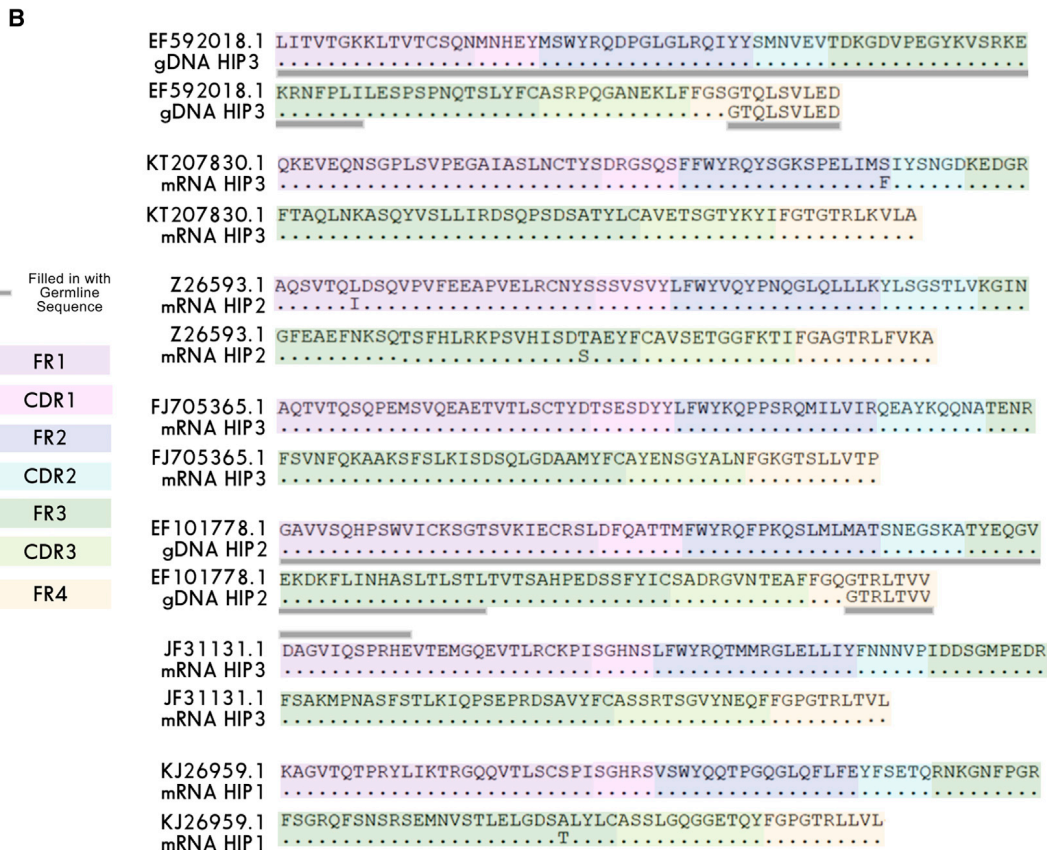 B
EF592018.1 LITVTGKKLTVTCSQNMNHEYMSWYRQDPGLGLRQIYYSMNVEVTDKGDVPEGYKVSRKE
gDNA HIP3 ............................................................
EF592018.1 KRNFPLILESPSPNQTSLYFCASRPQGANEKLFFGSGTQLSVLED
gDNA HIP3 ....................................GTQLSVLED
KT207830.1 QKEVEQNSGPLSVPEGAIASLNCTYSDRGSQSFFWYRQYSGKSPELIMSIYSNGDKEDGR
mRNA HIP3 ................................................F...........
KT207830.1 FTAQLNKASQYVSLLIRDSQPSDSATYLCAVETSGTYKYIFGTGTRLKVLA
mRNA HIP3 ...................................................
Filled in with
Germline
Sequence
Z26593.1 AQSVTQLDSQVPVFEEAPVELRCNYSSSVSVYLFWYVQYPNQGLQLLLKYLSGSTLVKGIN
mRNA HIP2 ......I......................................................
Z26593.1 GFEAEFNKSQTSFHLRKPSVHISDTAEYFCAVSETGGFKTIFGAGTRLFVKA
mRNA HIP2 .........................S..........................
FR1
CDR1
FR2
CDR2
FR3
CDR3
FR4
FJ705365.1 AQTVTQSQPEMSVQEAETVTLSCTYDTSESDYYLFWYKQPPSRQMILVIRQEAYKQQNATENR
mRNA HIP3 ...............................................................
FJ705365.1 FSVNFQKAAKSFSLKISDSQLGDAAMYFCAYENSGYALNFGKGTSLLVTP
mRNA HIP3 ..................................................
EF101778.1 GAVVSQHPSWVICKSGTSVKIECRSLDFQATTMFWYRQFPKQSLMLMATSNEGSKATYEQGV
gDNA HIP2 ..............................................................
EF101778.1 EKDKFLINHASLTLSTLTVTSAHPEDSSFYICSADRGVNTEAFFGQGTRLTVV
gDNA HIP2 ..............................................GTRLTVV
JF31131.1 DAGVIQSPRHEVTEMGQEVTLRCKPISGHNSLFWYRQTMMRGLELLIYFNNNVPIDDSGMPEDR
mRNA HIP3 ................................................................
JF31131.1 FSAKMPNASFSTLKIQPSEPRDSAVYFCASSRTSGVYNEQFFGPGTRLTVL
mRNA HIP3 ...................................................
KJ26959.1 KAGVTQTPRYLIKTRGQQVTLSCSPISGHRSVSWYQQTPGQGLQFLFEYFSETQRNKGNFPGR
mRNA HIP1 ...............................................................
KJ26959.1 FSGRQFSNSRSEMNVSTLELGDSALYLCASSLGQGGETQYFGPGTRLLVL
mRNA HIP1 .......................T..........................